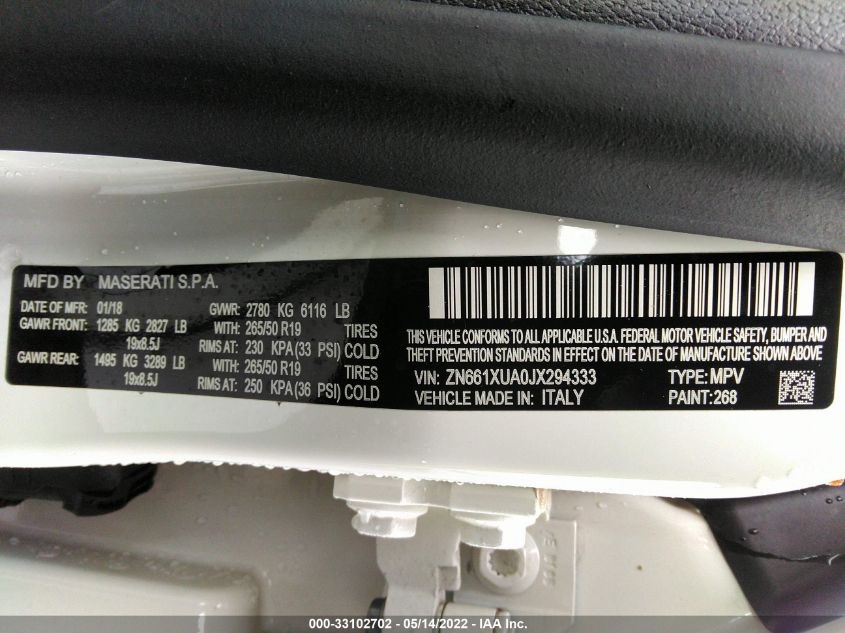 MFD BY MASERATI S.P.A.
DATE OF MFR: 01/18 GVWR: 2780 KG 6116 LB
GAWR FRONT: 1285 KG 2827 LB WITH: 265/50 R19 TIRES
19x8.5J RIMS AT: 230 KPA (33 PSI) COLD
GAWR REAR: 1495 KG 3289 LB WITH: 265/50 R19 TIRES
19x8.5J RIMS AT: 250 KPA (36 PSI) COLD
THIS VEHICLE CONFORMS TO ALL APPLICABLE U.S.A. FEDERAL MOTOR VEHICLE SAFETY, BUMPER AND
THEFT PREVENTION STANDARDS IN EFFECT ON THE DATE OF MANUFACTURE SHOWN ABOVE
VIN: ZN661XUA0JX294333 TYPE: MPV
VEHICLE MADE IN: ITALY PAINT: 268
000-33102702 - 05/14/2022 - IAA Inc.